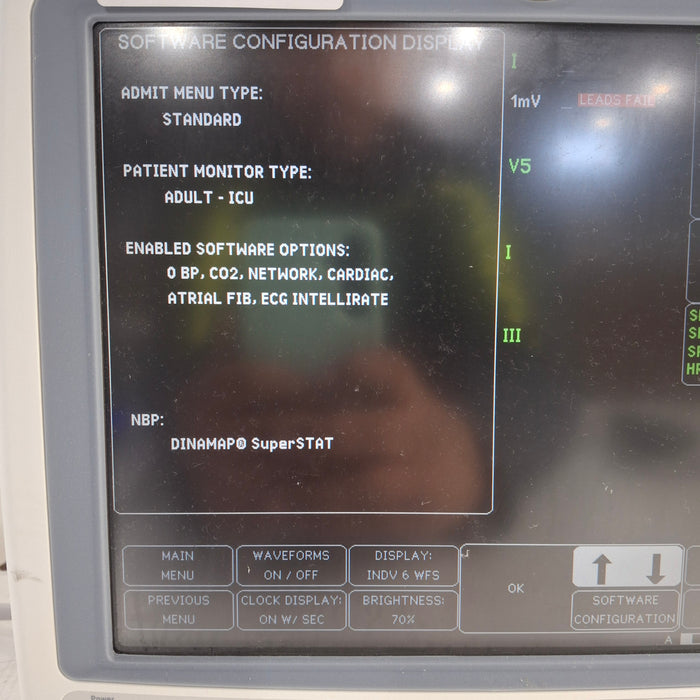 SOFTWARE CONFIGURATION DISPLAY
ADMIT MENU TYPE:
STANDARD
PATIENT MONITOR TYPE:
ADULT - ICU
ENABLED SOFTWARE OPTIONS:
0 BP, CO2, NETWORK, CARDIAC,
ATRIAL FIB, ECG INTELLIRATE
NBP:
DINAMAP® SuperSTAT
I
1mV
LEADS FAIL
V5
I
III
MAIN
MENU
WAVEFORMS
ON / OFF
DISPLAY:
INDV 6 WFS
PREVIOUS
MENU
CLOCK DISPLAY:
ON W/ SEC
BRIGHTNESS:
70%
OK
SOFTWARE
CONFIGURATION
A
Power